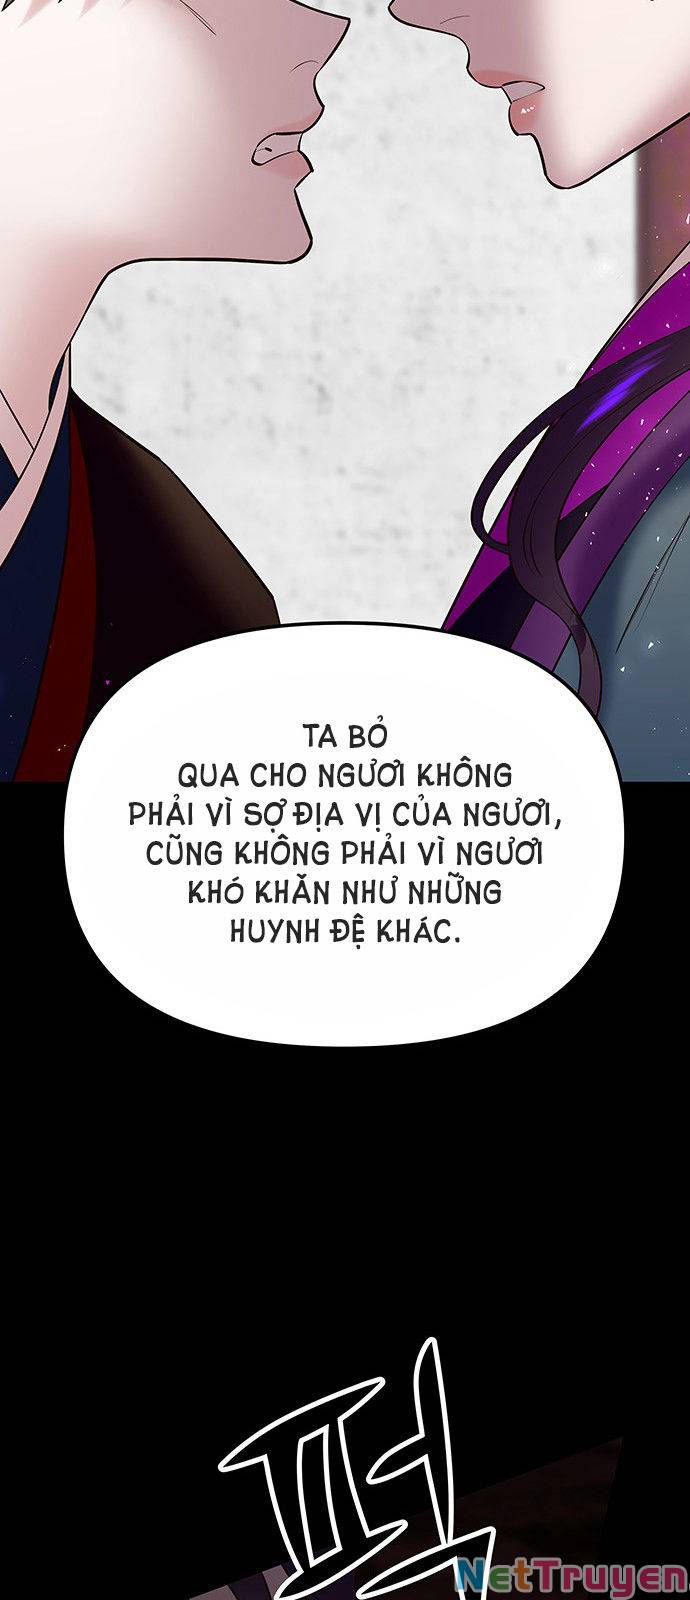 TA BỎ
QUA CHO NGƯƠI KHÔNG
PHẢI VÌ SỢ ĐỊA VỊ CỦA NGƯƠI,
CŨNG KHÔNG PHẢI VÌ NGƯƠI
KHÓ KHĂN NHƯ NHỮNG
HUYNH ĐỆ KHÁC.
NetTruyen